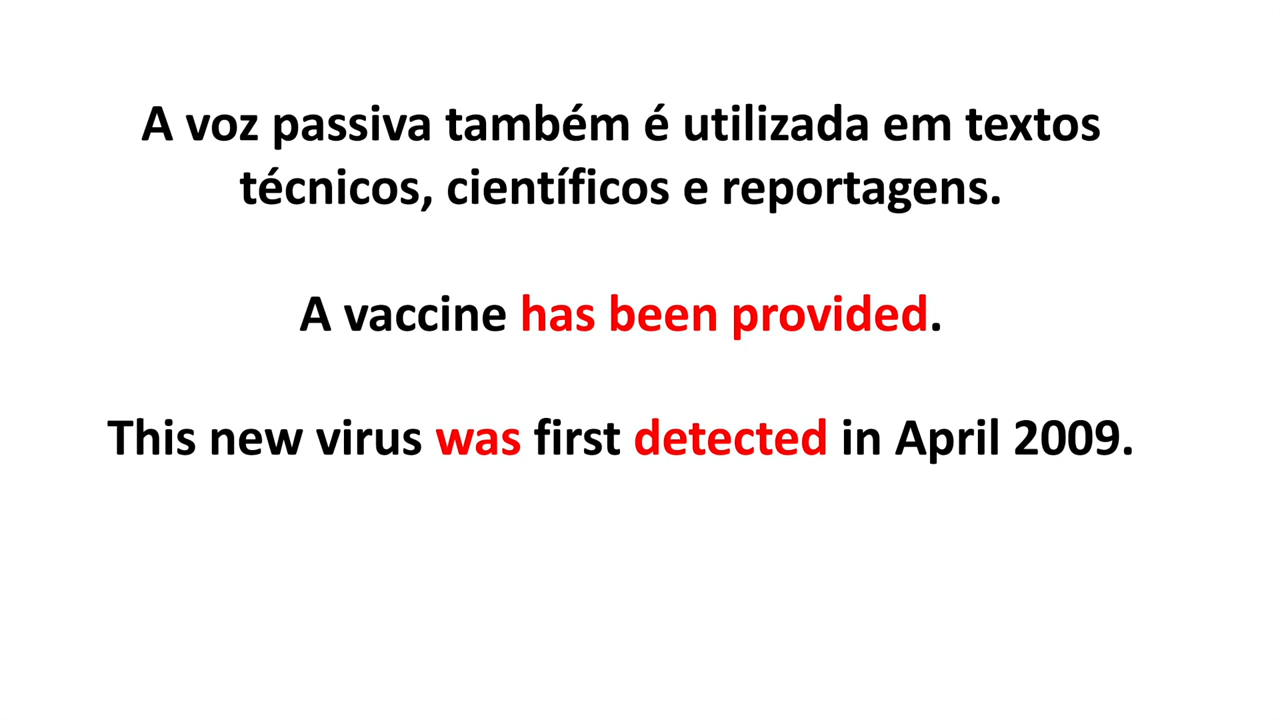 A voz passiva também é utilizada em textos
técnicos, científicos e reportagens.
A vaccine has been provided.
This new virus was first detected in April 2009.